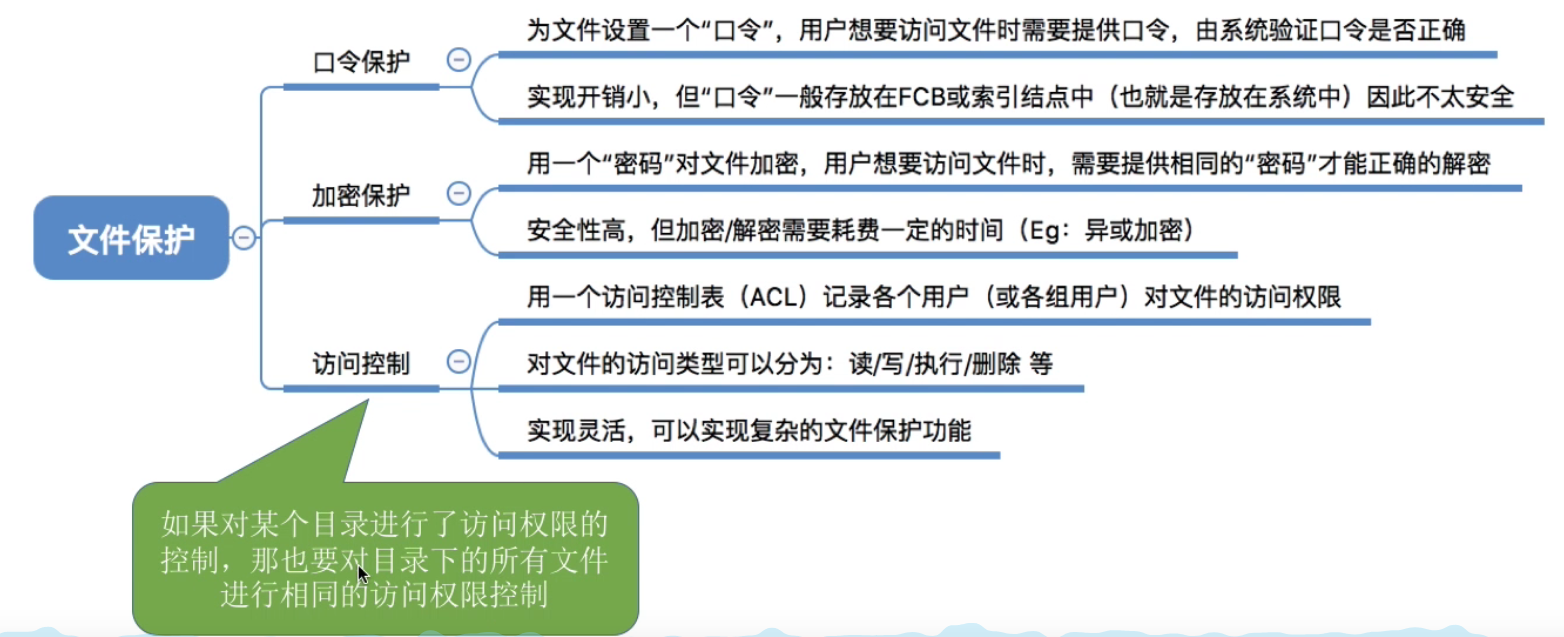 文件保护
口令保护
为文件设置一个“口令”，用户想要访问文件时需要提供口令，由系统验证口令是否正确
实现开销小，但“口令”一般存放在FCB或索引结点中（也就是存放在系统中）因此不太安全
加密保护
用一个“密码”对文件加密，用户想要访问文件时，需要提供相同的“密码”才能正确的解密
安全性高，但加密/解密需要耗费一定的时间（Eg：异或加密）
访问控制
用一个访问控制表（ACL）记录各个用户（或各组用户）对文件的访问权限
对文件的访问类型可以分为：读/写/执行/删除 等
实现灵活，可以实现复杂的文件保护功能
如果对某个目录进行了访问权限的
控制，那也要对目录下的所有文件
进行相同的访问权限控制